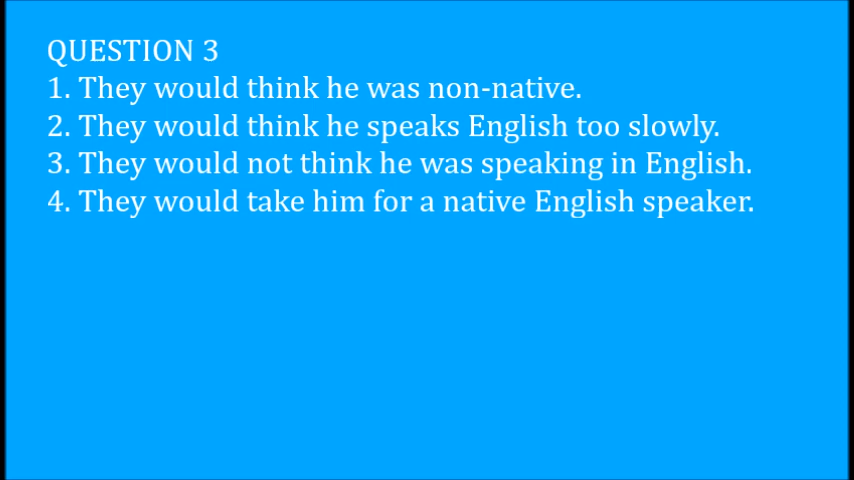 QUESTION 3
1. They would think he was non-native.
2. They would think he speaks English too slowly.
3. They would not think he was speaking in English.
4. They would take him for a native English speaker.